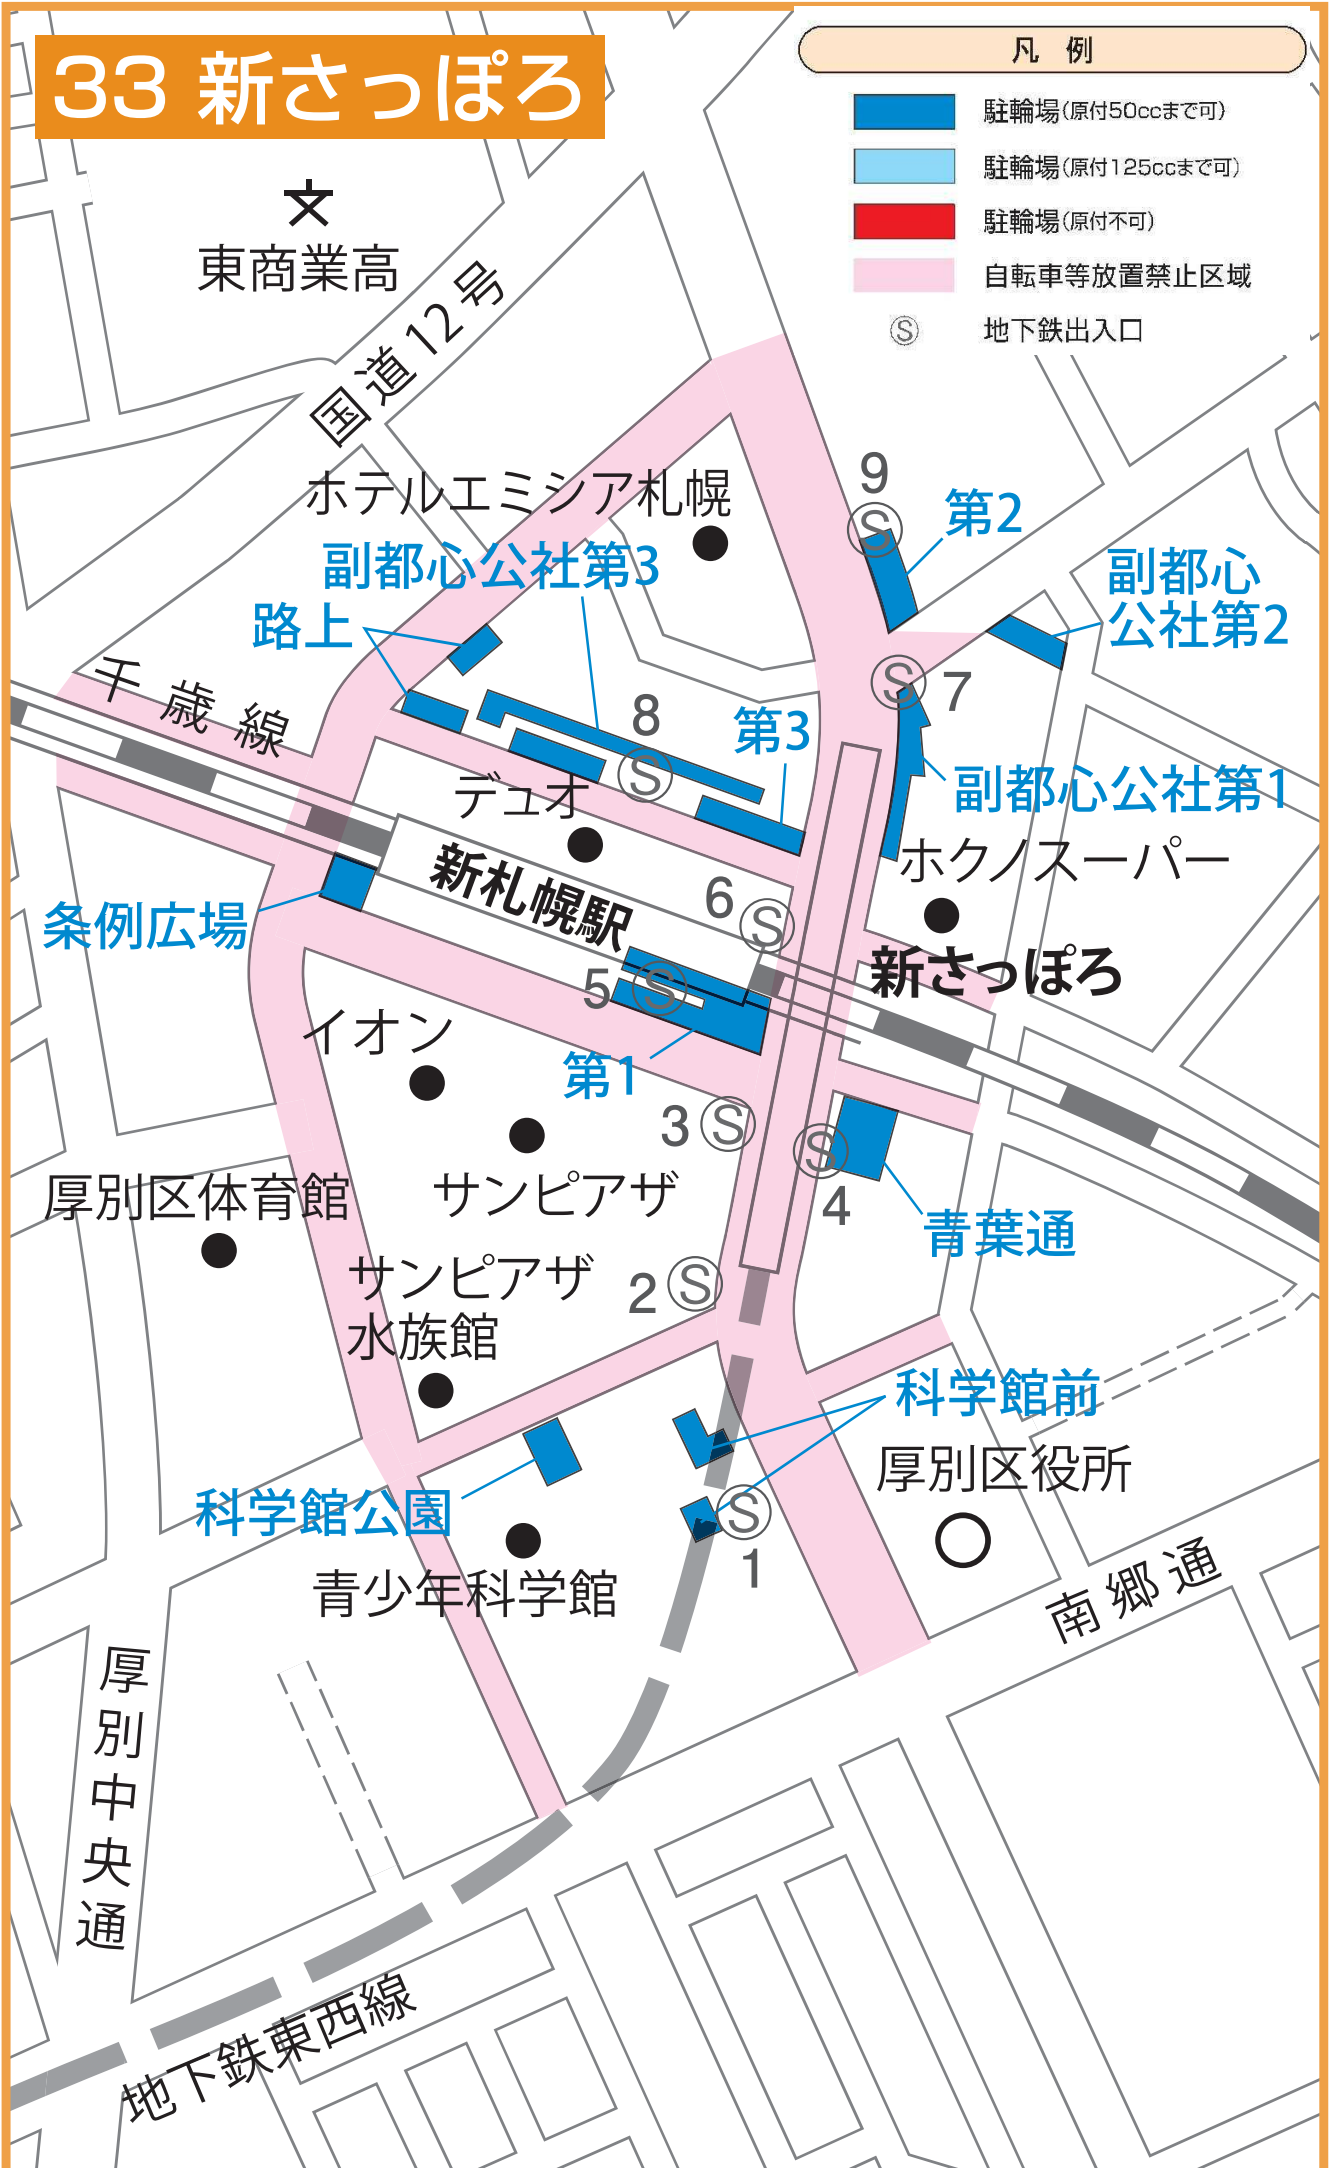 33 新さっぽろ
凡 例
駐輪場(原付50ccまで可)
駐輪場(原付125ccまで可)
駐輪場(原付不可)
自転車等放置禁止区域
Ⓢ 地下鉄出入口
東商業高
国道12号
ホテルエミシア札幌
9
Ⓢ
第2
副都心公社第3
副都心
公社第2
路上
千歳線
Ⓢ
7
8
Ⓢ
第3
副都心公社第1
デュオ
ホクノスーパー
新札幌駅
6
Ⓢ
条例広場
新さっぽろ
5
Ⓢ
イオン
第1
3
Ⓢ
Ⓢ
4
厚別区体育館
サンピアザ
青葉通
サンピアザ
水族館
2
Ⓢ
科学館前
厚別区役所
科学館公園
Ⓢ
1
青少年科学館
南郷通
厚別中央通
地下鉄東西線